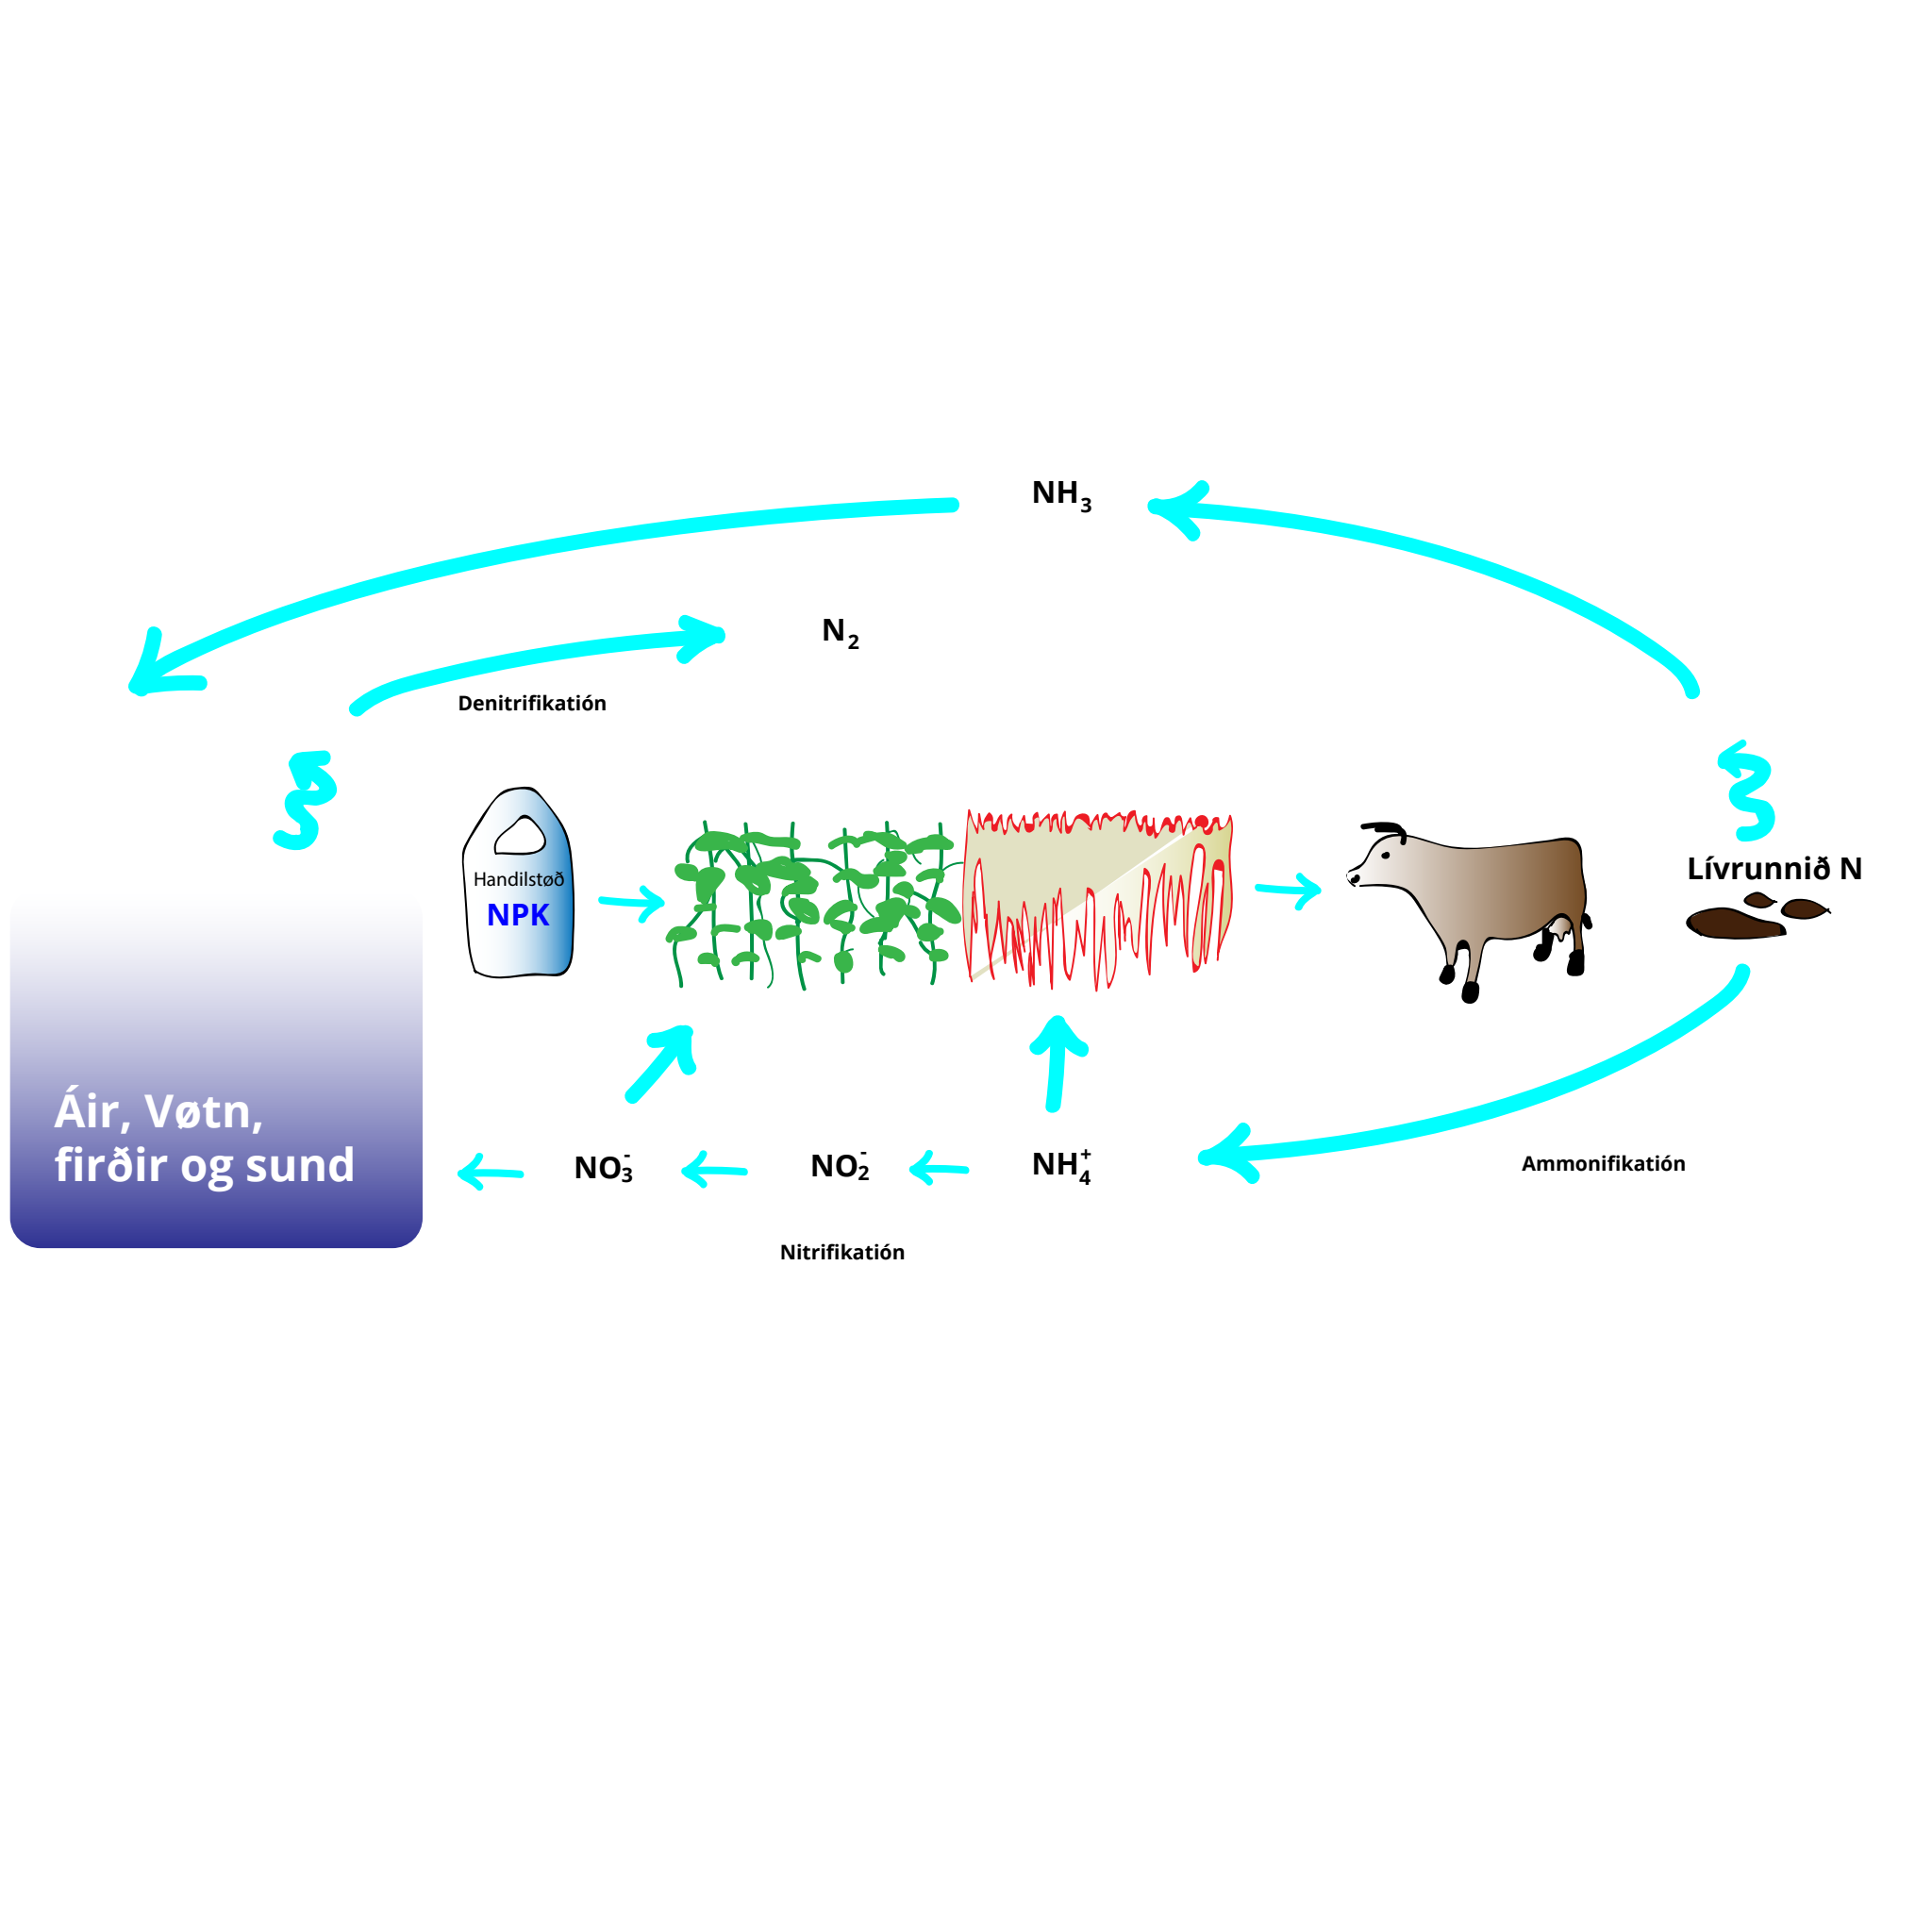 NH₃
N₂
Denitrifikatión
Handilstøð
NPK
Lívrunnið N
Áir, Vøtn,
firðir og sund
NO₃⁻
NO₂⁻
NH₄⁺
Ammonifikatión
Nitrifikatión